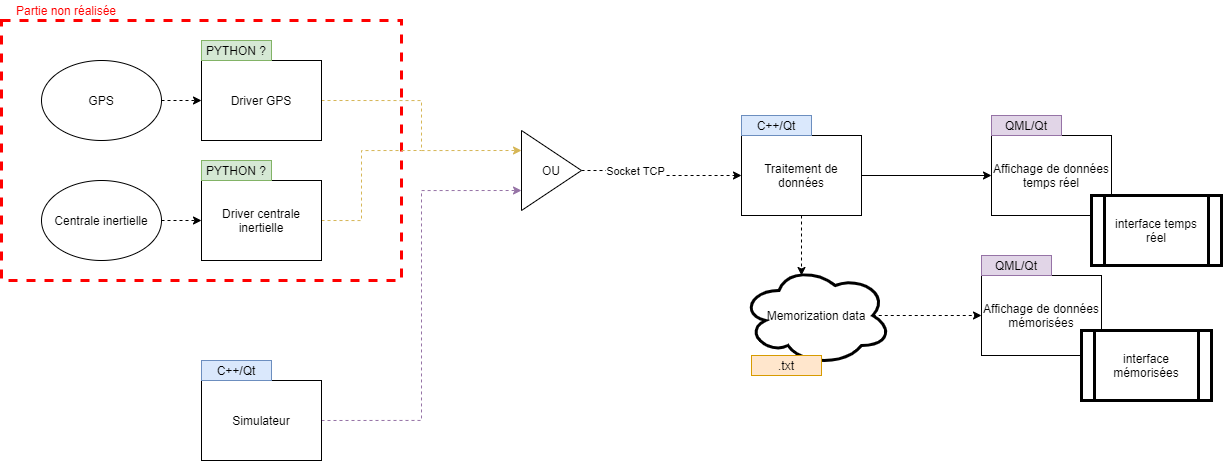 Partie non réalisée
PYTHON ?
GPS
Driver GPS
PYTHON ?
Centrale inertielle
Driver centrale
inertielle
C++/Qt
Simulateur
OU
Socket TCP
C++/Qt
Traitement de
données
QML/Qt
Affichage de données
temps réel
interface temps
réel
Memorization data
.txt
QML/Qt
Affichage de données
mémorisées
interface
mémorisées